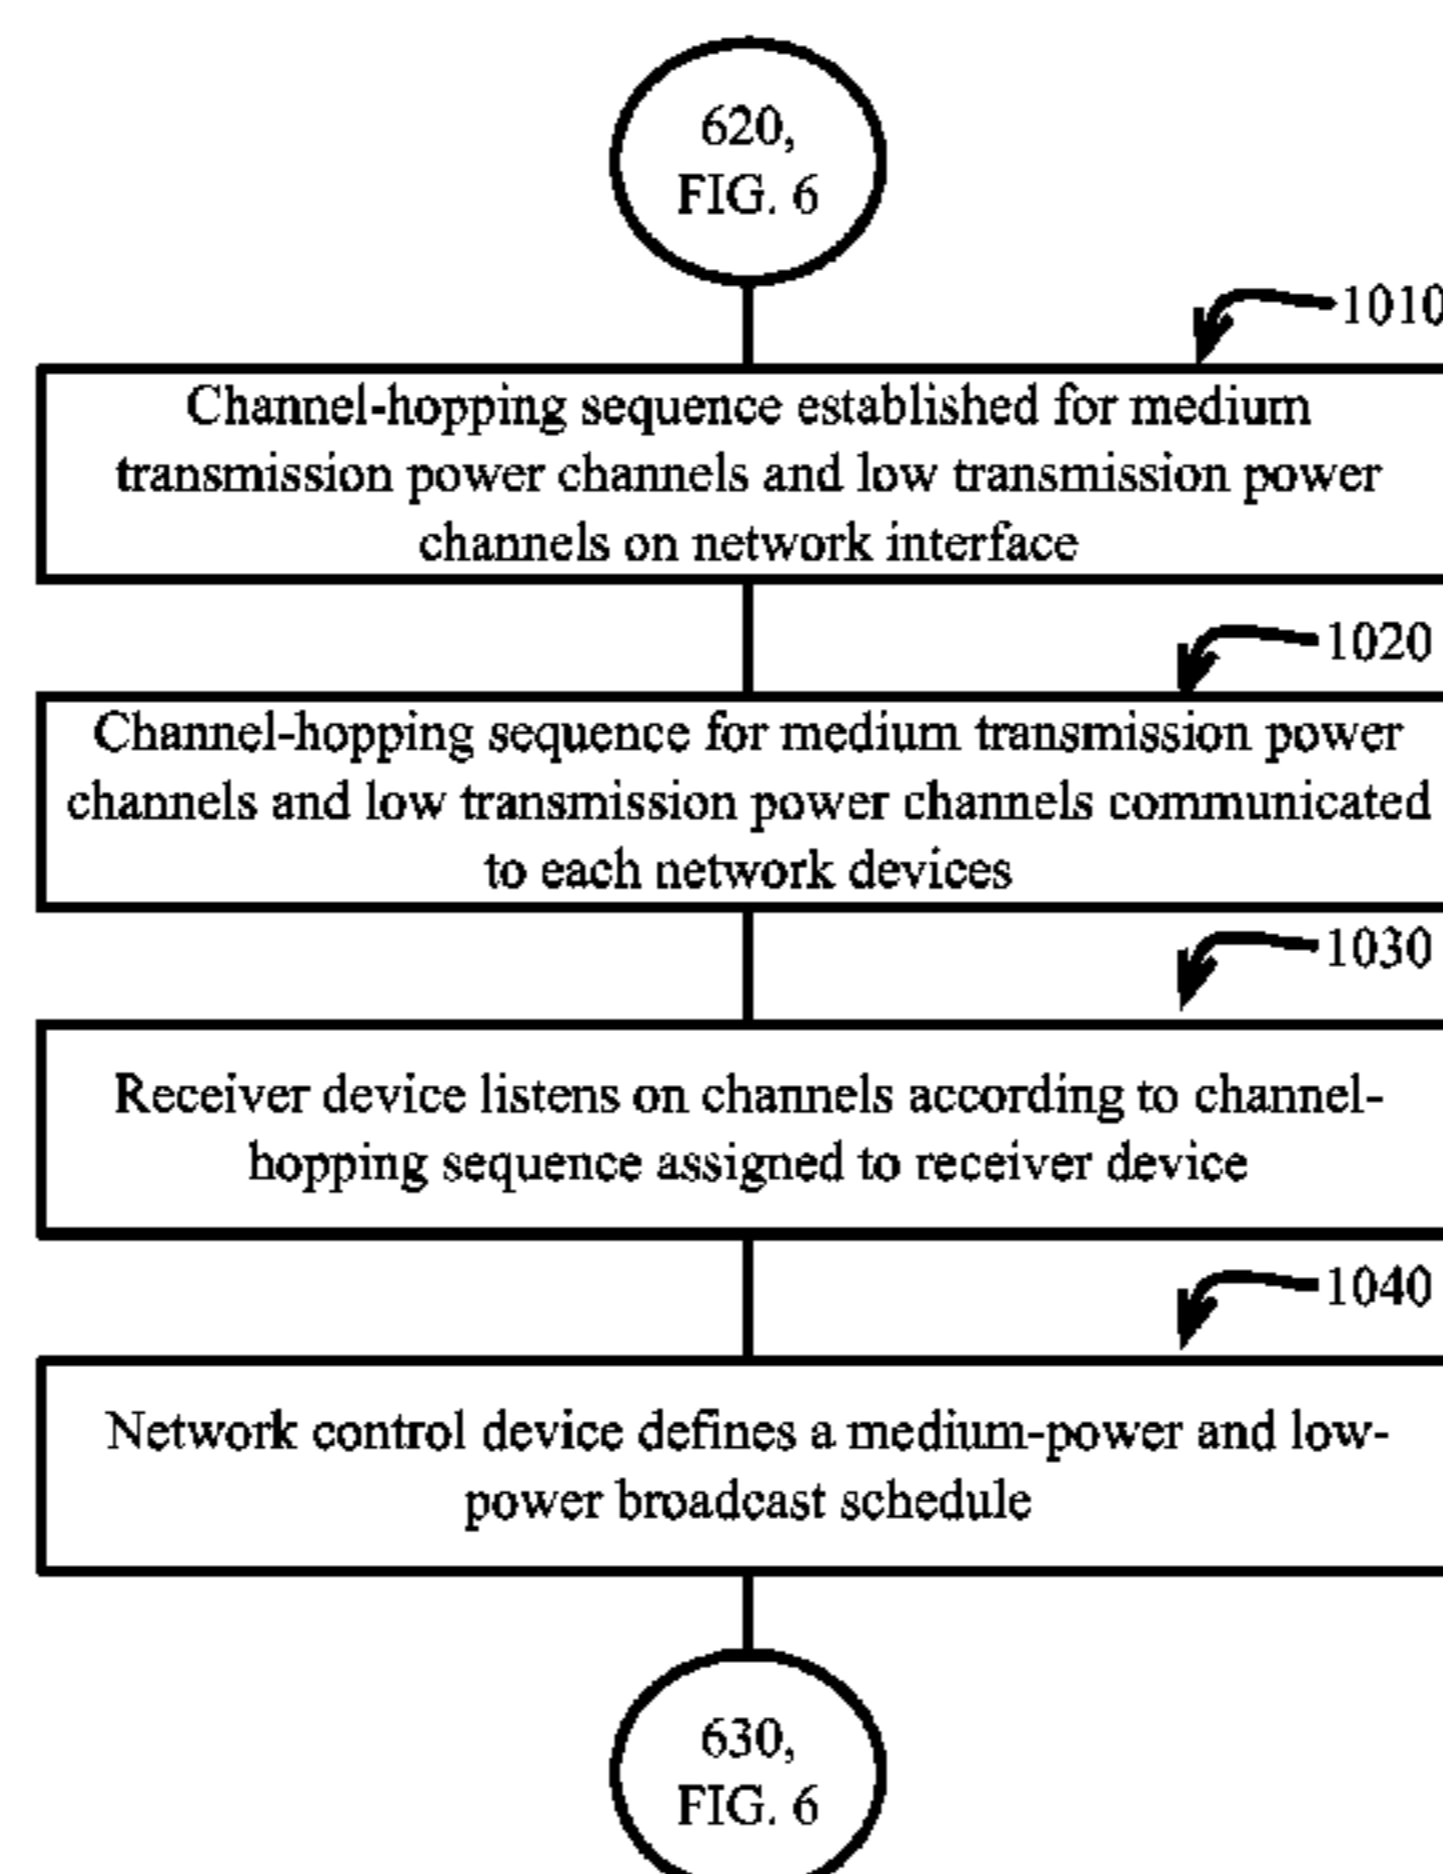 620,
FIG. 6
1010
Channel-hopping sequence established for medium
transmission power channels and low transmission power
channels on network interface
1020
Channel-hopping sequence for medium transmission power
channels and low transmission power channels communicated
to each network devices
1030
Receiver device listens on channels according to channel-
hopping sequence assigned to receiver device
1040
Network control device defines a medium-power and low-
power broadcast schedule
630,
FIG. 6